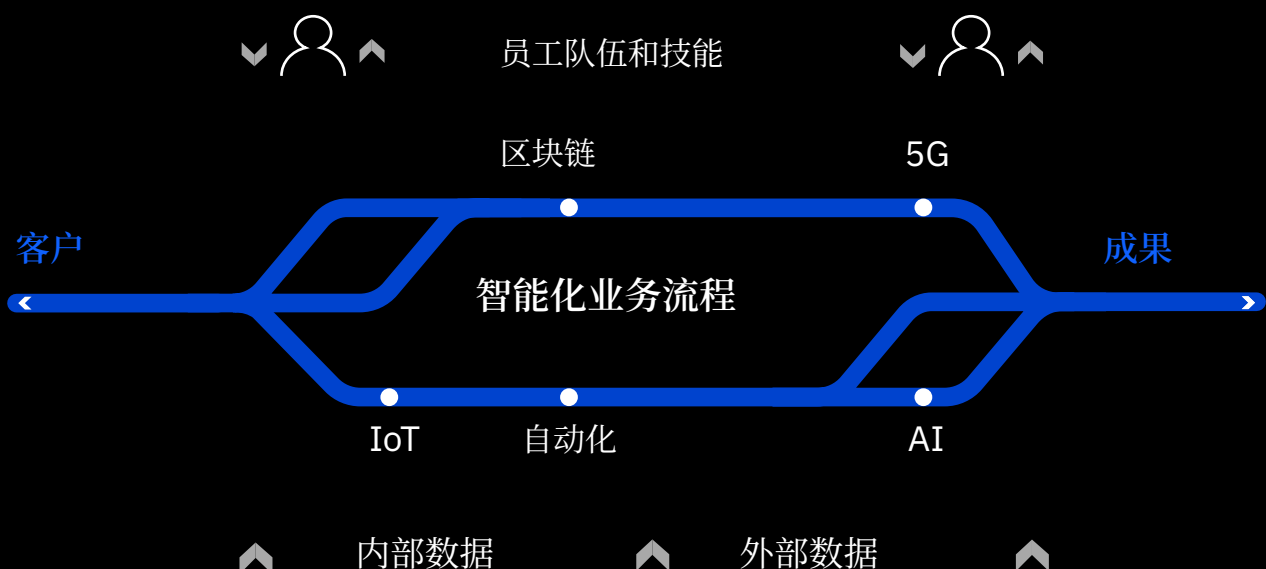 员工队伍和技能
区块链
5G
客户
成果
智能化业务流程
IoT
自动化
AI
内部数据
外部数据